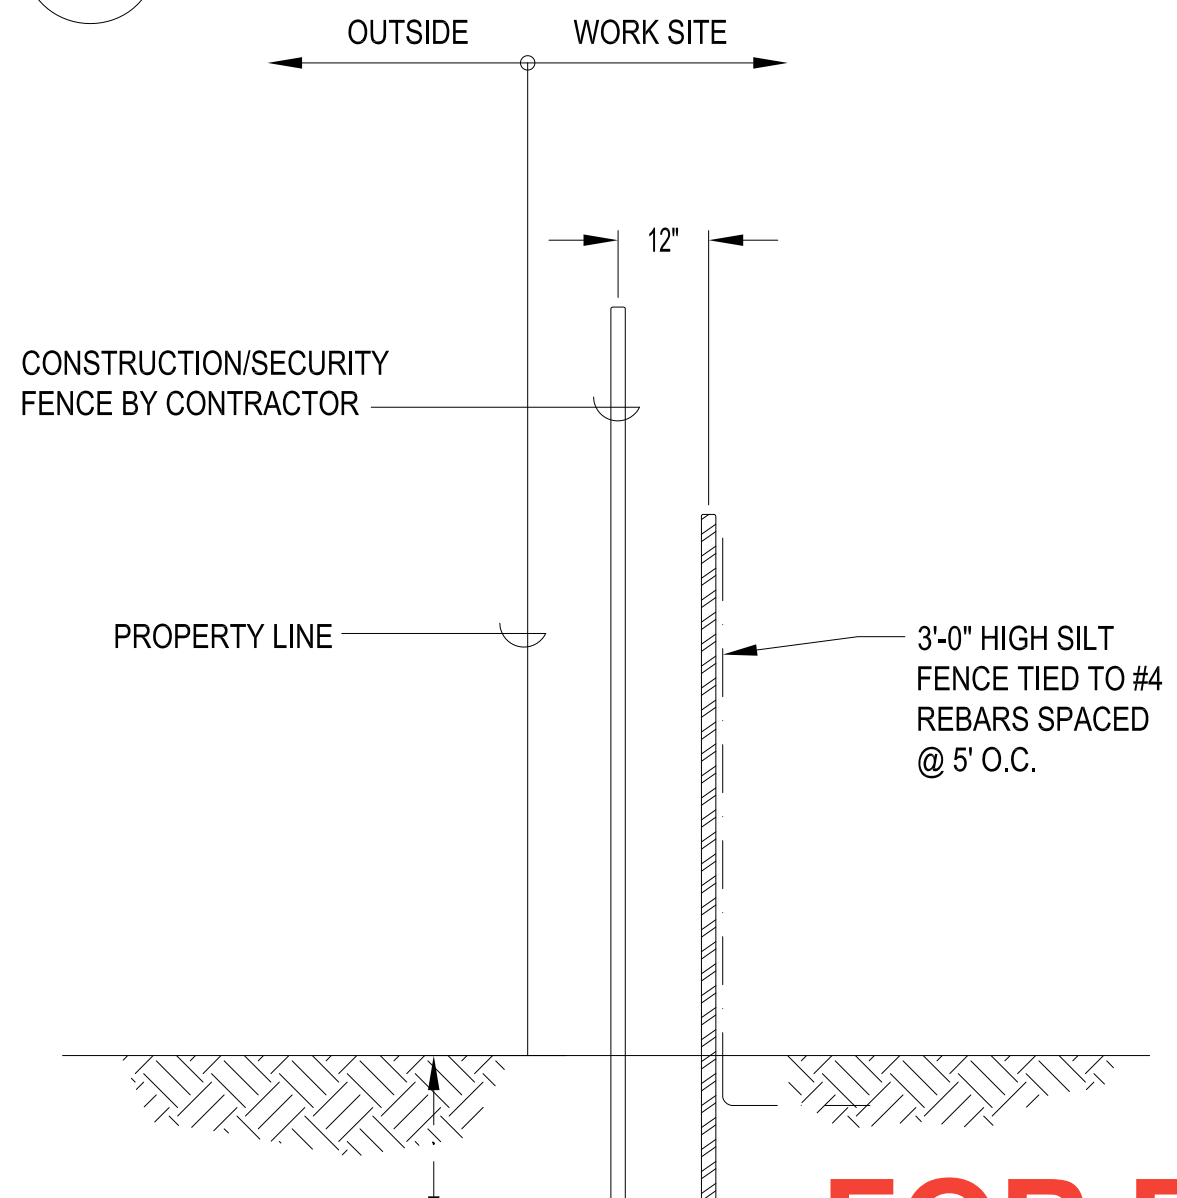 OUTSIDE WORK SITE
12"
CONSTRUCTION/SECURITY
FENCE BY CONTRACTOR
PROPERTY LINE
3'-0" HIGH SILT
FENCE TIED TO #4
REBARS SPACED
@ 5' O.C.